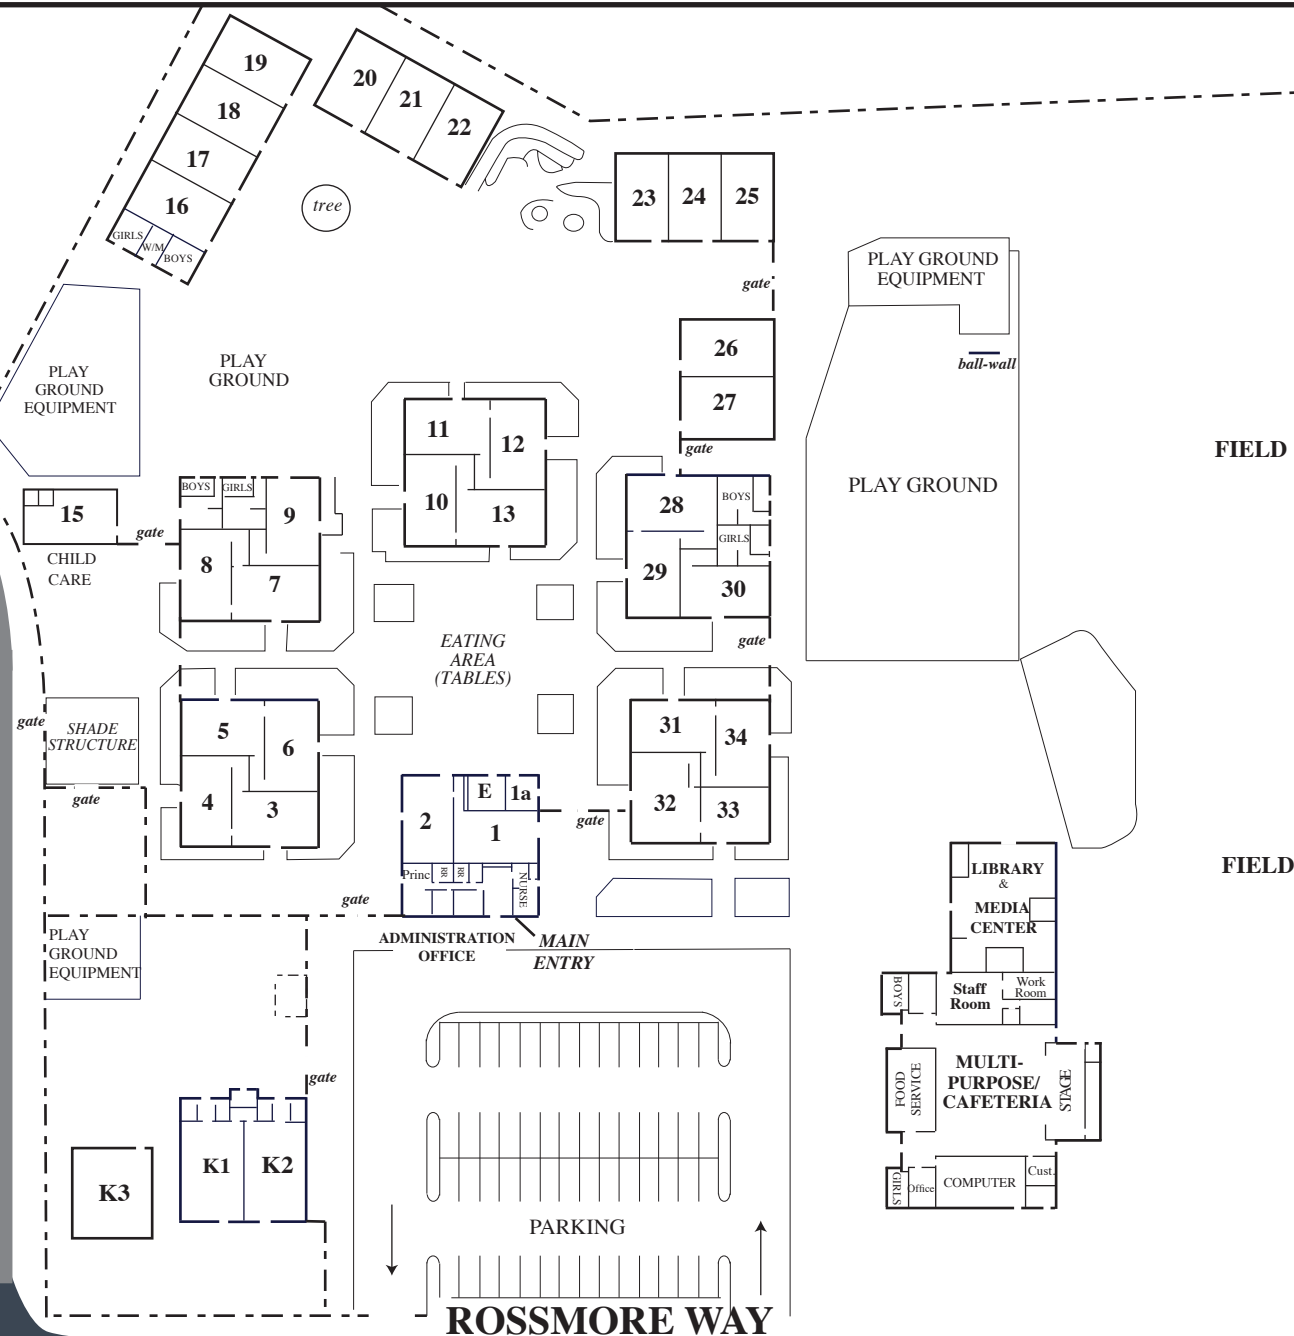 19
18
17
16
GIRLS
W/M
BOYS
20
21
22
tree
23
24
25
gate
PLAY GROUND
EQUIPMENT
ball-wall
26
27
gate
FIELD
PLAY
GROUND
EQUIPMENT
PLAY
GROUND
11
12
10
13
PLAY GROUND
15
CHILD
CARE
gate
BOYS
GIRLS
9
8
7
28
BOYS
GIRLS
29
30
gate
EATING
AREA
(TABLES)
gate
SHADE
STRUCTURE
gate
5
6
4
3
31
34
32
33
gate
2
E
1a
1
Princ
RR
RR
NURSE
gate
ADMINISTRATION
OFFICE
MAIN
ENTRY
FIELD
LIBRARY
&
MEDIA
CENTER
PLAY
GROUND
EQUIPMENT
BOYS
Staff
Room
Work
Room
FOOD
SERVICE
MULTI-
PURPOSE/
CAFETERIA
STAGE
gate
K1
K2
K3
GIRLS
Office
COMPUTER
Cust.
PARKING
ROSSMORE WAY